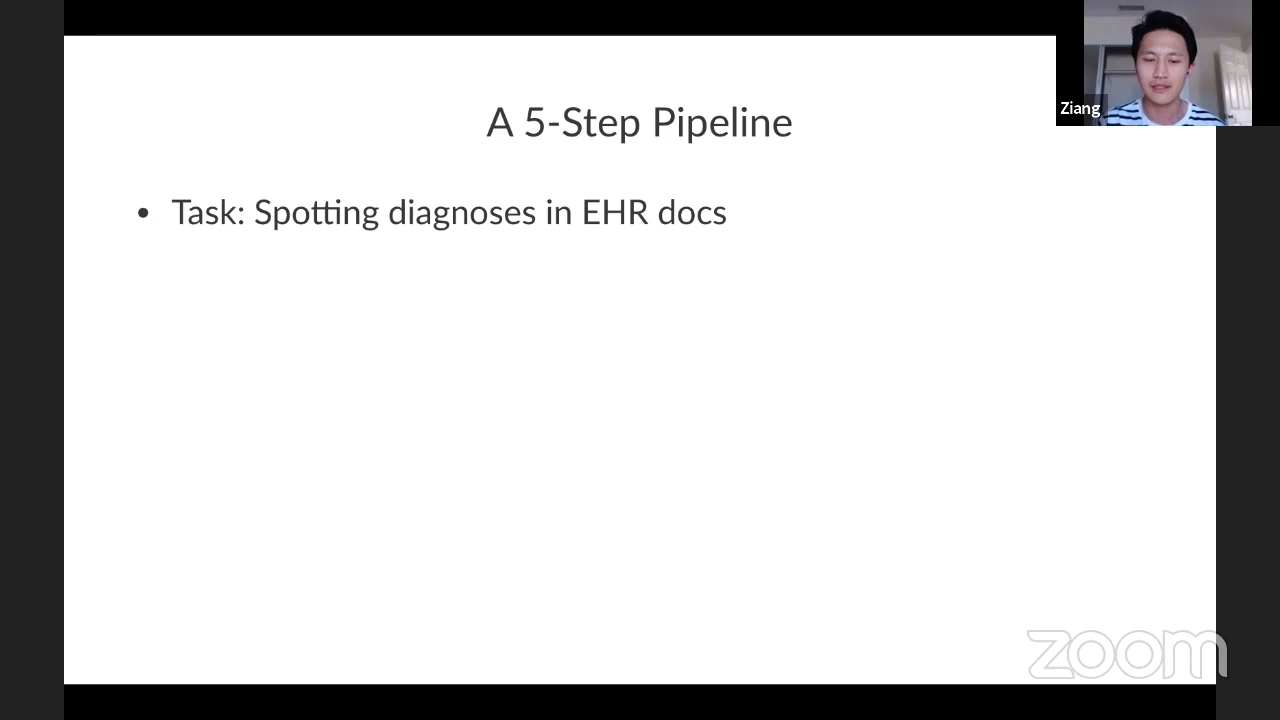 A 5-Step Pipeline
Ziang
• Task: Spotting diagnoses in EHR docs
zoom